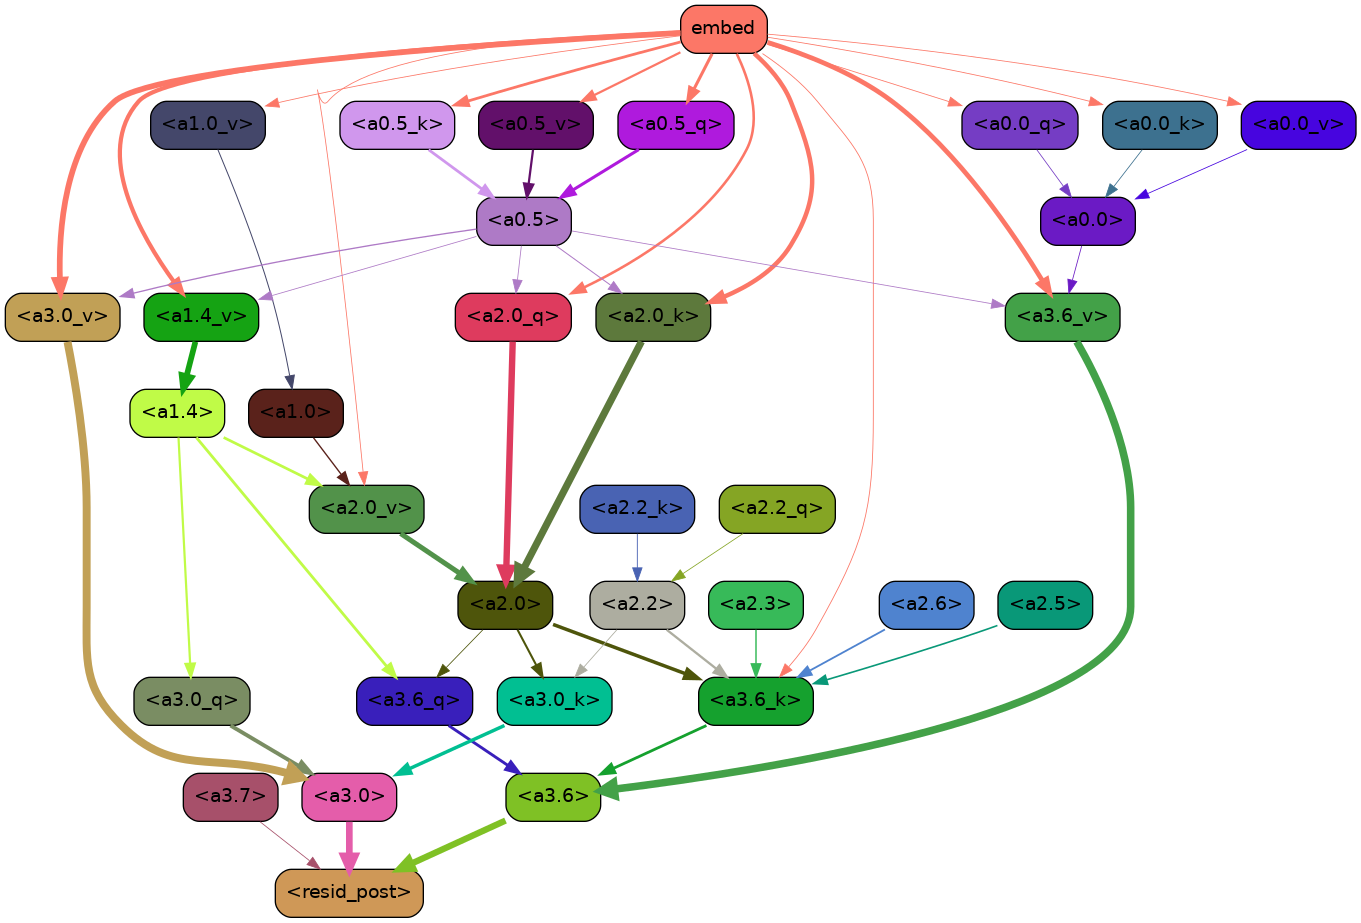 embed
<a1.0_v>
<a0.5_k>
<a0.5_v>
<a0.5_q>
<a0.0_q>
<a0.0_k>
<a0.0_v>
<a0.5>
<a0.0>
<a3.0_v>
<a1.4_v>
<a2.0_q>
<a2.0_k>
<a3.6_v>
<a1.4>
<a1.0>
<a2.0_v>
<a2.2_k>
<a2.2_q>
<a2.0>
<a2.2>
<a2.3>
<a2.6>
<a2.5>
<a3.0_q>
<a3.6_q>
<a3.0_k>
<a3.6_k>
<a3.7>
<a3.0>
<a3.6>
<resid_post>